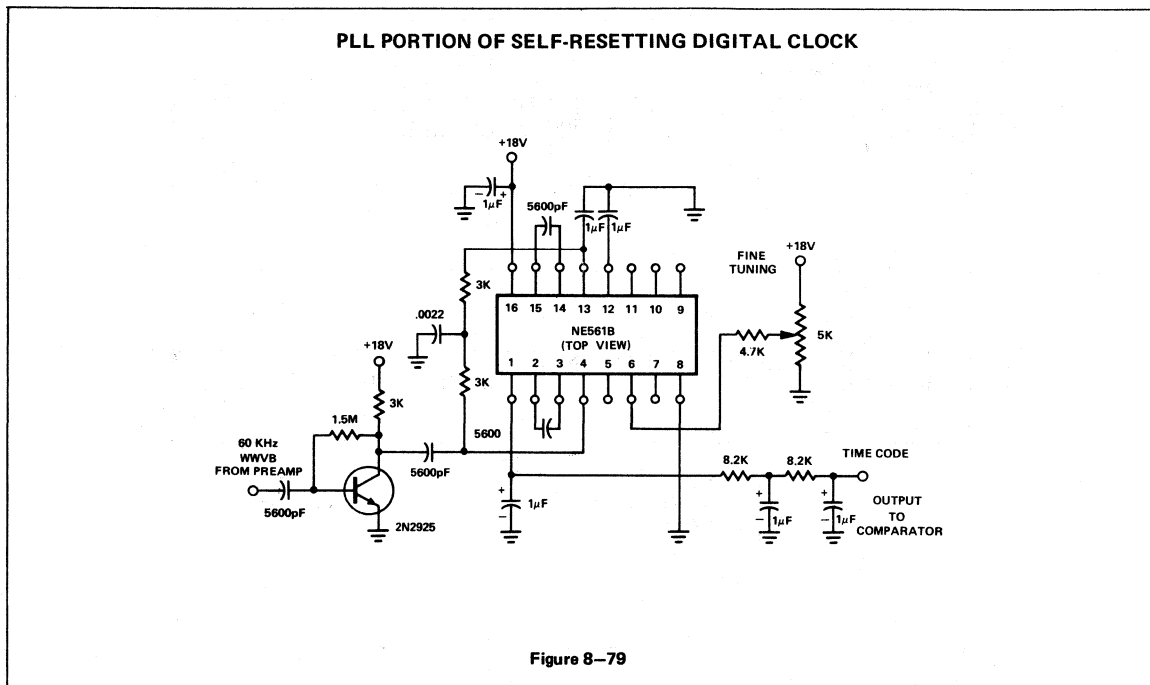 PLL PORTION OF SELF-RESETTING DIGITAL CLOCK
+18V
1μF
5600pF
1μF
1μF
FINE
TUNING
+18V
3K
16 15 14 13 12 11 10 9
.0022
NE561B
(TOP VIEW)
5K
4.7K
+18V
1 2 3 4 5 6 7 8
3K
3K
1.5M
5600
60 KHz
WWVB
FROM PREAMP
5600pF
8.2K
8.2K
TIME CODE
5600pF
2N2925
1μF
1μF
1μF
OUTPUT
TO
COMPARATOR
Figure 8–79